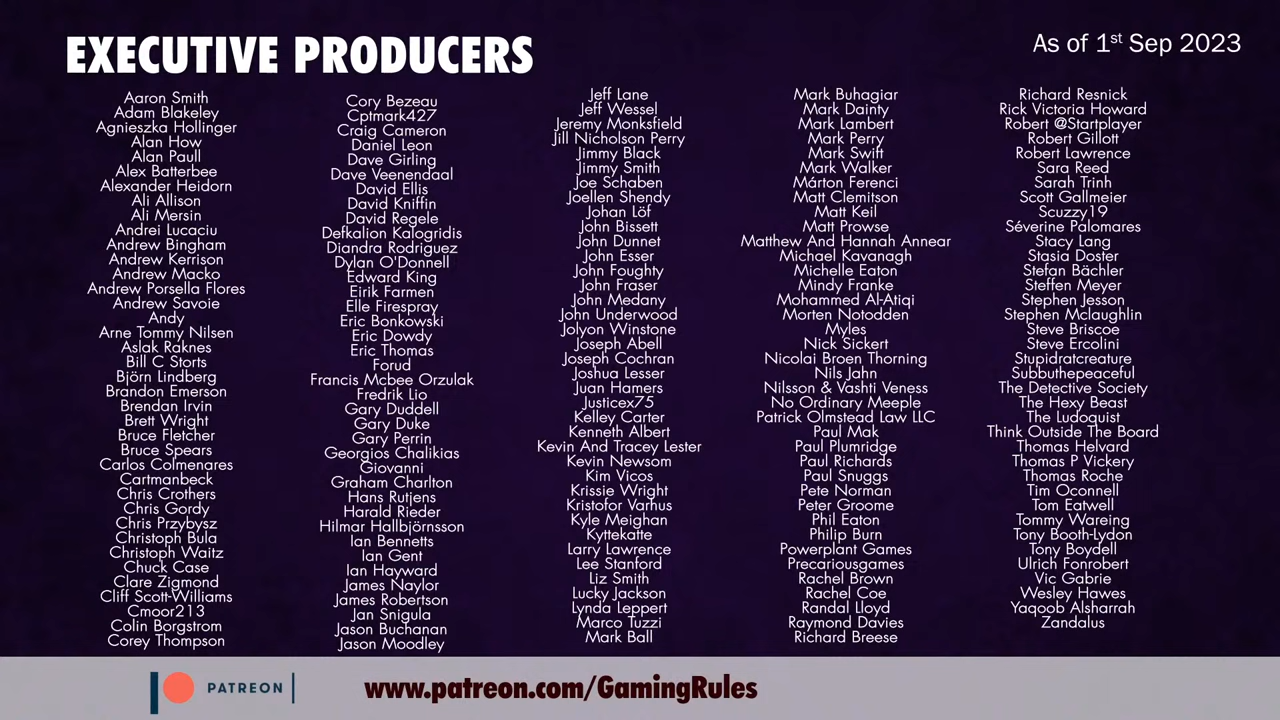 EXECUTIVE PRODUCERS
As of 1st Sep 2023
Aaron Smith
Adam Blakeley
Agnieszka Hollinger
Alan How
Alan Paull
Alex Batterbee
Alexander Heidorn
Ali Allison
Ali Mersin
Andrei Lucaciu
Andrew Bingham
Andrew Kerrison
Andrew Macko
Andrew Porsella Flores
Andrew Savoie
Andy
Arne Tommy Nilsen
Aslak Raknes
Bill C Storts
Björn Lindberg
Brandon Emerson
Brendan Irvin
Brett Wright
Bruce Fletcher
Bruce Spears
Carlos Colmenares
Cartmanbeck
Chris Crothers
Chris Gordy
Chris Przybysz
Christoph Bula
Christoph Waitz
Chuck Case
Clare Zigmond
Cliff Scott-Williams
Cmoor213
Colin Borgstrom
Corey Thompson
Cory Bezeau
Cptmark427
Craig Cameron
Daniel Leon
Dave Girling
Dave Veenendaal
David Ellis
David Kniffin
David Regele
Defkalion Kalogridis
Diandra Rodriguez
Dylan O'Donnell
Edward King
Eirik Farmen
Elle Firespray
Eric Bonkowski
Eric Dowdy
Eric Thomas
Forud
Francis Mcbee Orzulak
Fredrik Lio
Gary Duddell
Gary Duke
Gary Perrin
Georgios Chalikias
Giovanni
Graham Charlton
Hans Rutjens
Harald Rieder
Hilmar Hallbjörnsson
Ian Bennetts
Ian Gent
Ian Hayward
James Naylor
James Robertson
Jan Snigula
Jason Buchanan
Jason Moodley
Jeff Lane
Jeff Wessel
Jeremy Monksfield
Jill Nicholson Perry
Jimmy Black
Jimmy Smith
Joe Schaben
Joellen Shendy
Johan Löf
John Bissett
John Dunnet
John Esser
John Foughty
John Fraser
John Medany
John Underwood
Jolyon Winstone
Joseph Abell
Joseph Cochran
Joshua Lesser
Juan Hamers
Justicex75
Kelley Carter
Kenneth Albert
Kevin And Tracey Lester
Kevin Newsom
Kim Vicos
Krissie Wright
Kristofor Varhus
Kyle Meighan
Kyttekatte
Larry Lawrence
Lee Stanford
Liz Smith
Lucky Jackson
Lynda Leppert
Marco Tuzzi
Mark Ball
Mark Buhagiar
Mark Dainty
Mark Lambert
Mark Perry
Mark Swift
Mark Walker
Márton Ferenci
Matt Clemitson
Matt Keil
Matt Prowse
Matthew And Hannah Annear
Michael Kavanagh
Michelle Eaton
Mindy Franke
Mohammed Al-Atiqi
Morten Notodden
Myles
Nick Sickert
Nicolai Broen Thorning
Nils Jahn
Nilsson & Vashti Veness
No Ordinary Meeple
Patrick Olmstead Law LLC
Paul Mak
Paul Plumridge
Paul Richards
Paul Snuggs
Pete Norman
Peter Groome
Phil Eaton
Philip Burn
Powerplant Games
Precariousgames
Rachel Brown
Rachel Coe
Randal Lloyd
Raymond Davies
Richard Breese
Richard Resnick
Rick Victoria Howard
Robert @Startplayer
Robert Gillott
Robert Lawrence
Sara Reed
Sarah Trinh
Scott Gallmeier
Scuzzy19
Séverine Palomares
Stacy Lang
Stasia Doster
Stefan Bächler
Steffen Meyer
Stephen Jesson
Stephen Mclaughlin
Steve Briscoe
Steve Ercolini
Stupidratcreature
Subbuthepeaceful
The Detective Society
The Hexy Beast
The Ludoquist
Think Outside The Board
Thomas Helvard
Thomas P Vickery
Thomas Roche
Tim Oconnell
Tom Eatwell
Tommy Wareing
Tony Booth-Lydon
Tony Boydell
Ulrich Fonrobert
Vic Gabrie
Wesley Hawes
Yaqoob Alsharrah
Zandalus
PATREON
www.patreon.com/GamingRules